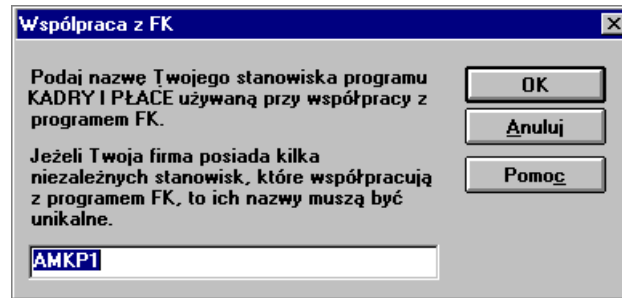 Współpraca z FK
Podaj nazwę Twojego stanowiska programu
KADRY I PŁACE używaną przy współpracy z
programem FK.
Jeżeli Twoja firma posiada kilka
niezależnych stanowisk, które współpracują
z programem FK, to ich nazwy muszą być
unikalne.
AMKP1
OK
Anuluj
Pomoc